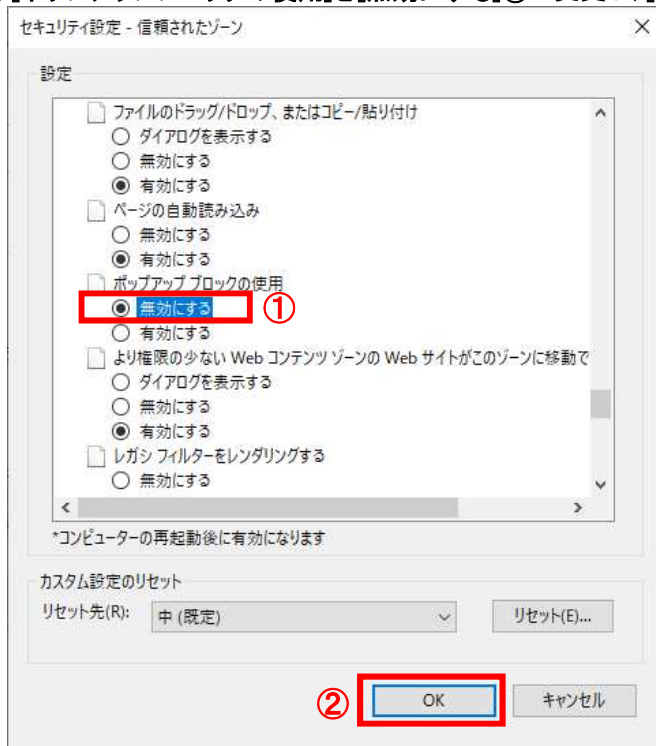 セキュリティ設定 - 信頼されたゾーン
設定
ファイルのドラッグ/ドロップ、またはコピー/貼り付け
ダイアログを表示する
無効にする
有効にする
ページの自動読み込み
無効にする
有効にする
ポップアップ ブロックの使用
無効にする ①
有効にする
より権限の少ない Web コンテンツ ゾーンの Web サイトがこのゾーンに移動で
ダイアログを表示する
無効にする
有効にする
レガシ フィルターをレンダリングする
無効にする
*コンピューターの再起動後に有効になります
カスタム設定のリセット
リセット先(R): 中 (既定) リセット(E)...
② OK キャンセル